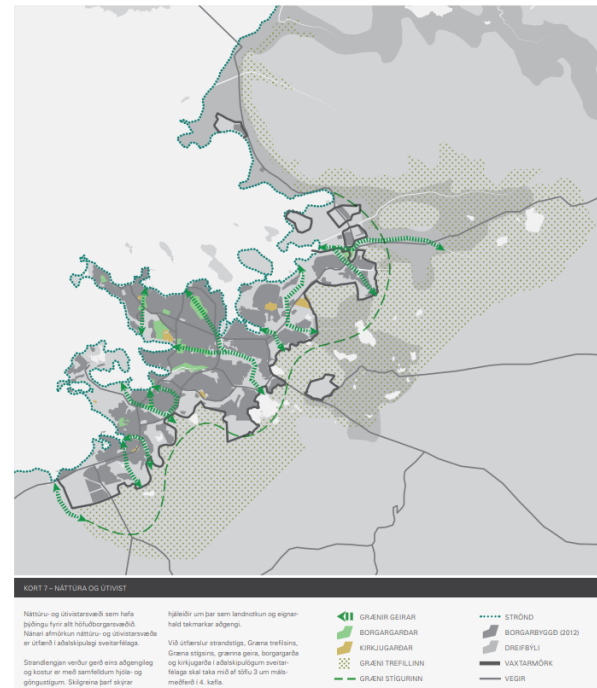 KORT 7 – NÁTTÚRA OG ÚTIVIST
Náttúru- og útivistarsvæði sem hafa
þýðingu fyrir allt höfuðborgarsvæðið.
Nánari afmörkun náttúru- og útivistarsvæða
er útfærð í aðalskipulagi sveitarfélaga.
Strandlengjan verður gerð eins aðgengileg
og kostur er með samfelldum hjóla- og
göngustígum. Skilgreina þarf skýrar
hjáleiðir um þar sem landnotkun og eignar-
hald takmarkar aðgengi.
Við útfærslur strandstígs, Græna trefilsins,
Græna stígsins, grænna geira, borgargarða
og kirkjugarða í aðalskipulögum sveitar-
félaga skal taka mið af töflu 3 um máls-
meðferð í 4. kafla.
GRÆNIR GEIRAR
BORGARGARÐAR
KIRKJUGARÐAR
GRÆNI TREFILLINN
GRÆNI STÍGURINN
STRÖND
BORGARBYGGÐ (2012)
DREIFBÝLI
VAXTARMÖRK
VEGIR